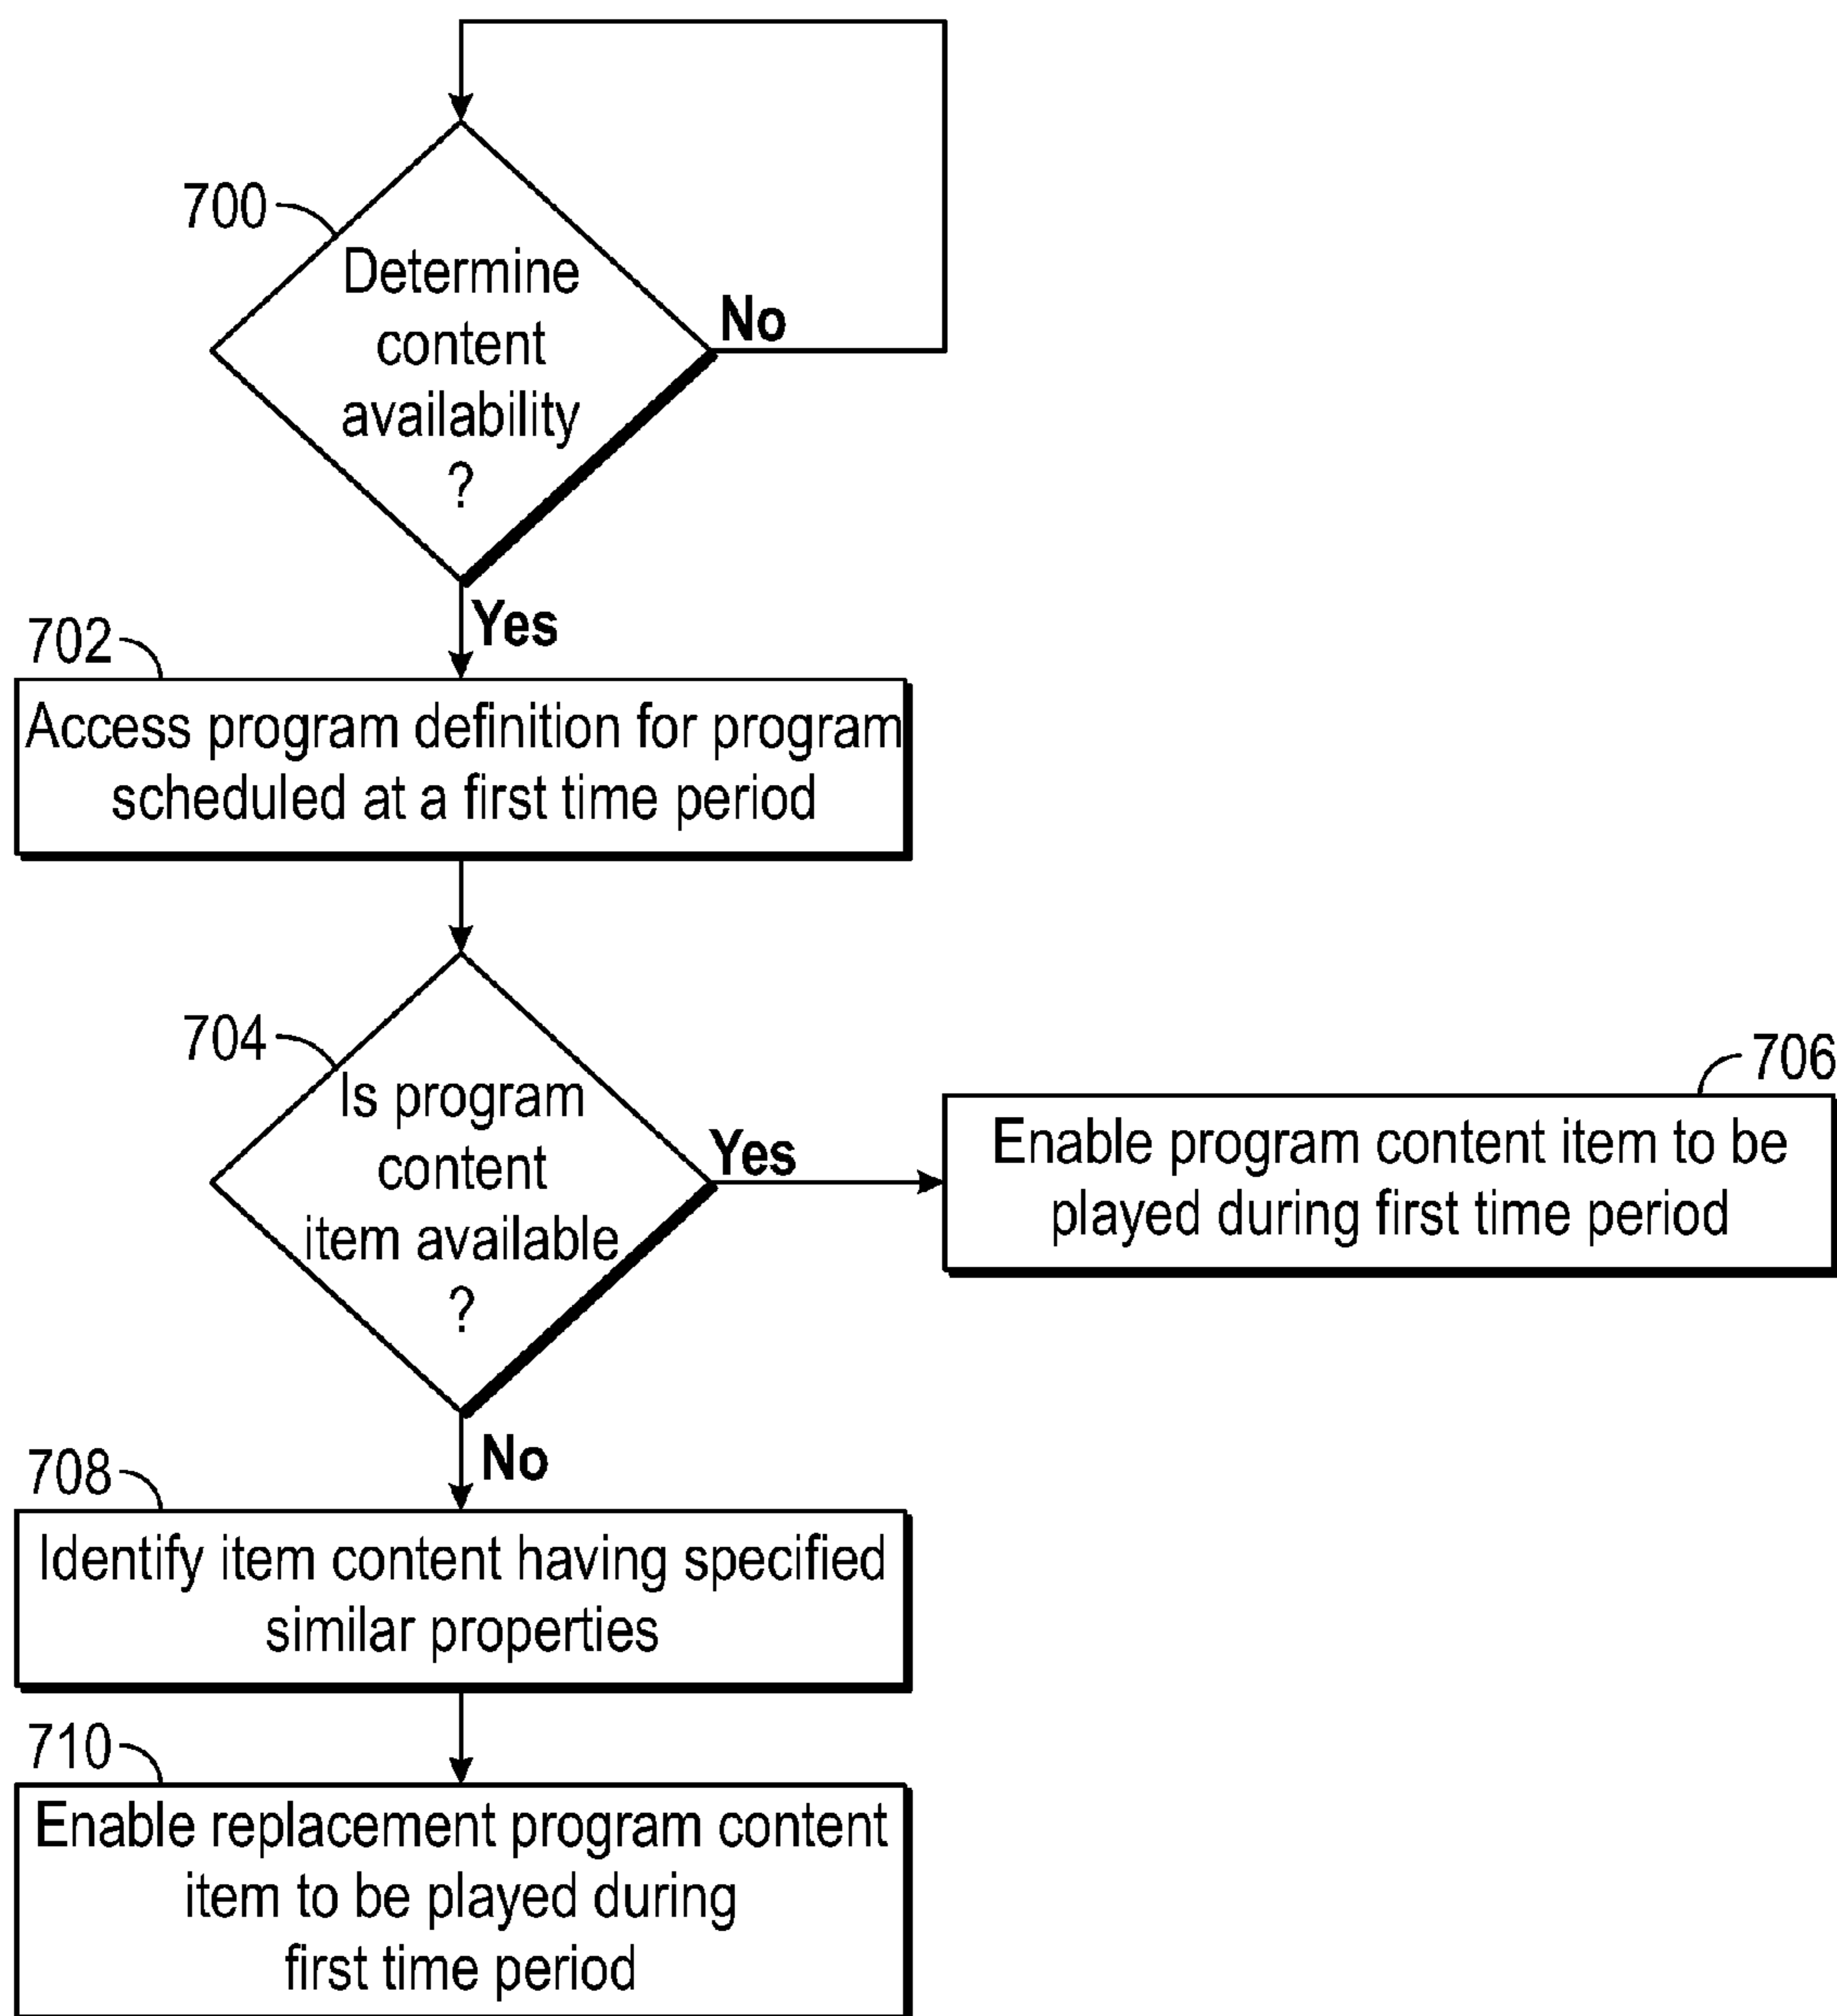 700
Determine
content
availability
?
No
Yes
702
Access program definition for program
scheduled at a first time period
704
Is program
content
item available
?
Yes
706
Enable program content item to be
played during first time period
No
708
Identify item content having specified
similar properties
710
Enable replacement program content
item to be played during
first time period